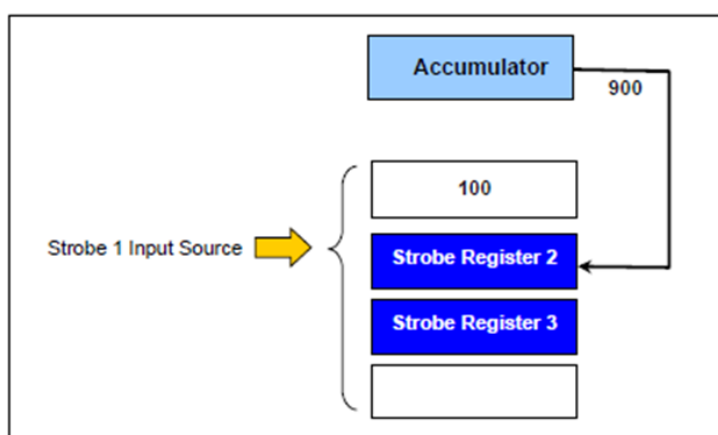 Accumulator
900
100
Strobe 1 Input Source
Strobe Register 2
Strobe Register 3